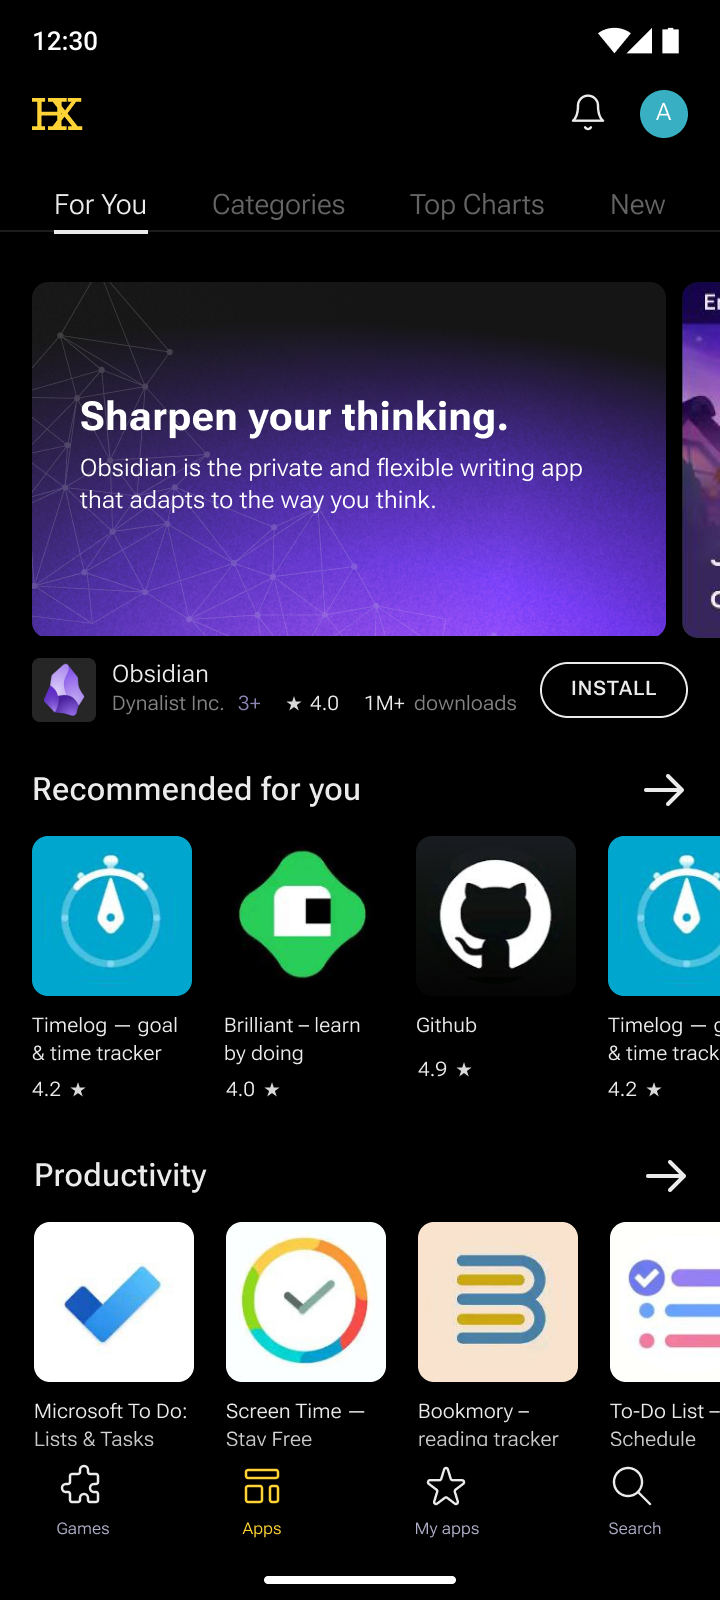 12:30
HX
A
For You Categories Top Charts New
Sharpen your thinking.
Obsidian is the private and flexible writing app
that adapts to the way you think.
Obsidian
Dynalist Inc. 3+ ★ 4.0 1M+ downloads
INSTALL
Recommended for you
Timelog — goal
& time tracker
4.2 ★
Brilliant – learn
by doing
4.0 ★
Github
4.9 ★
Timelog —
& time track
4.2 ★
Productivity
Microsoft To Do:
Lists & Tasks
Screen Time —
Stay Free
Bookmory –
reading tracker
To-Do List –
Schedule
Games Apps My apps Search